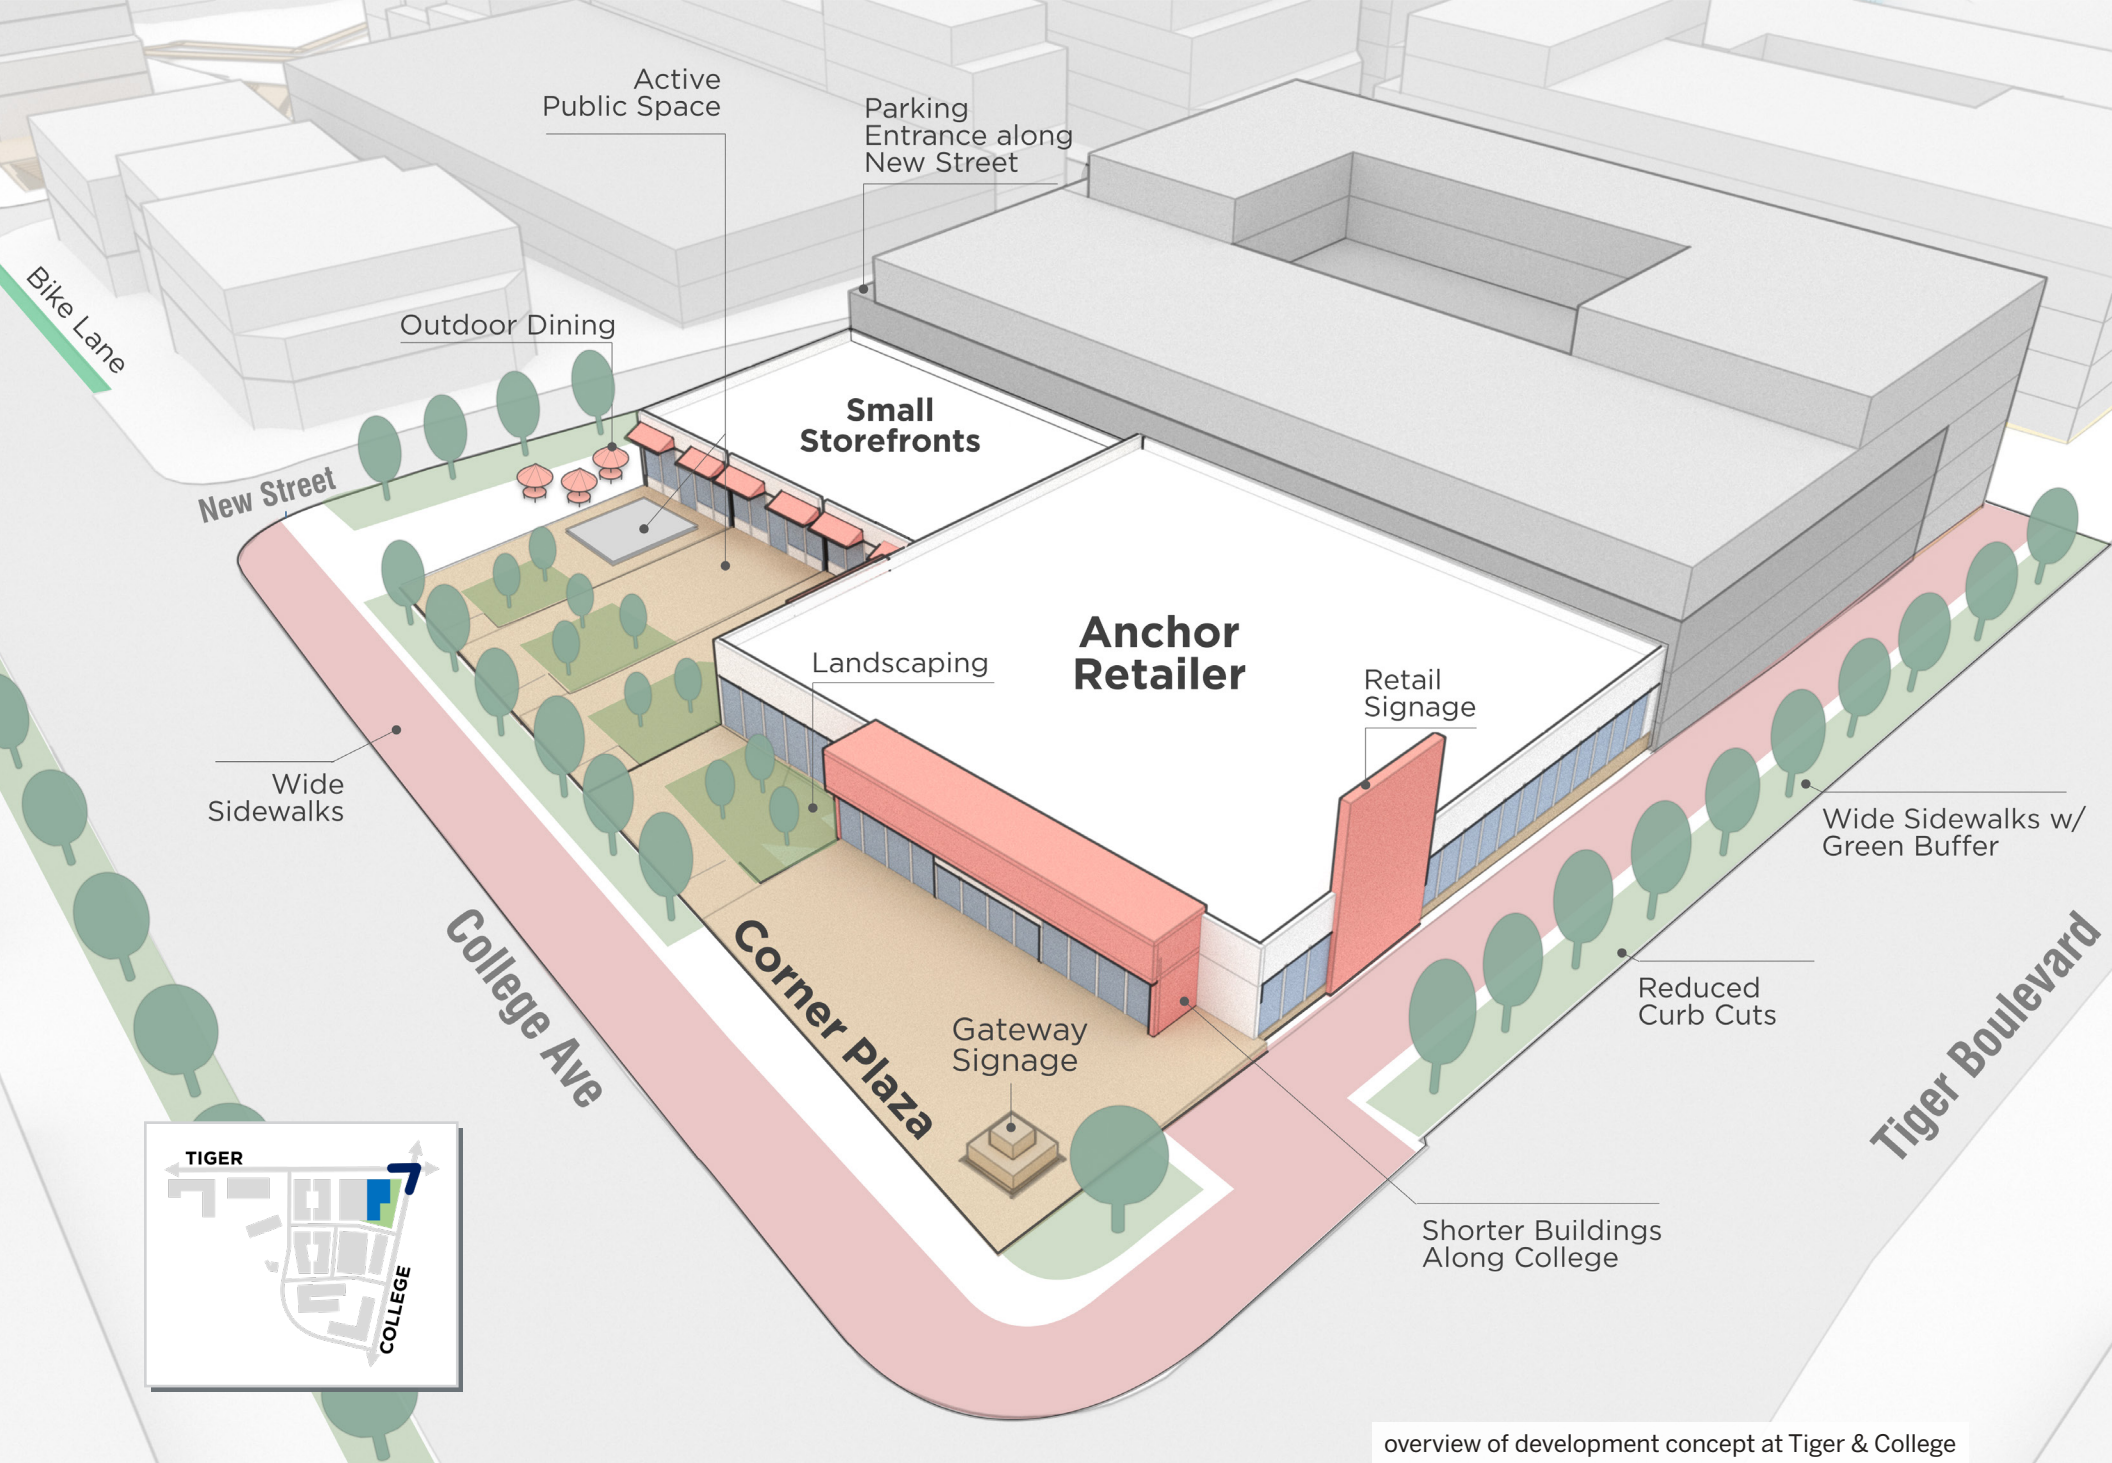 Active
Public Space
Parking
Entrance along
New Street
Bike Lane
Outdoor Dining
Small
Storefronts
New Street
Anchor
Retailer
Landscaping
Retail
Signage
Wide
Sidewalks
Wide Sidewalks w/
Green Buffer
College Ave
Corner Plaza
Reduced
Curb Cuts
Tiger Boulevard
Gateway
Signage
Shorter Buildings
Along College
TIGER
COLLEGE
overview of development concept at Tiger & College